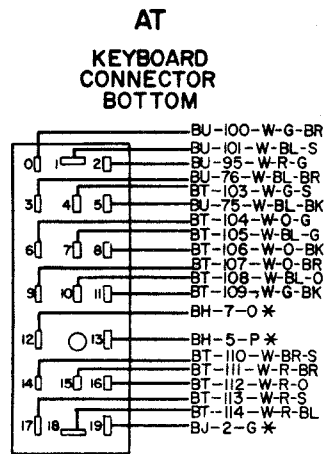 AT
KEYBOARD
CONNECTOR
BOTTOM
BU-100-W-G-BR
BU-101-W-BL-S
0 1 2 BU-95-W-R-G
BU-76-W-BL-BR
BT-103-W-G-S
3 4 5 BU-75-W-BL-BK
BT-104-W-O-G
BT-105-W-BL-G
6 7 8 BT-106-W-O-BK
BT-107-W-O-BR
BT-108-W-BL-O
9 10 11 BT-109-W-G-BK
BH-7-O *
12 13 BH-5-P *
BT-110-W-BR-S
BT-111-W-R-BR
14 15 16 BT-112-W-R-O
BT-113-W-R-S
BT-114-W-R-BL
17 18 19 BJ-2-G *